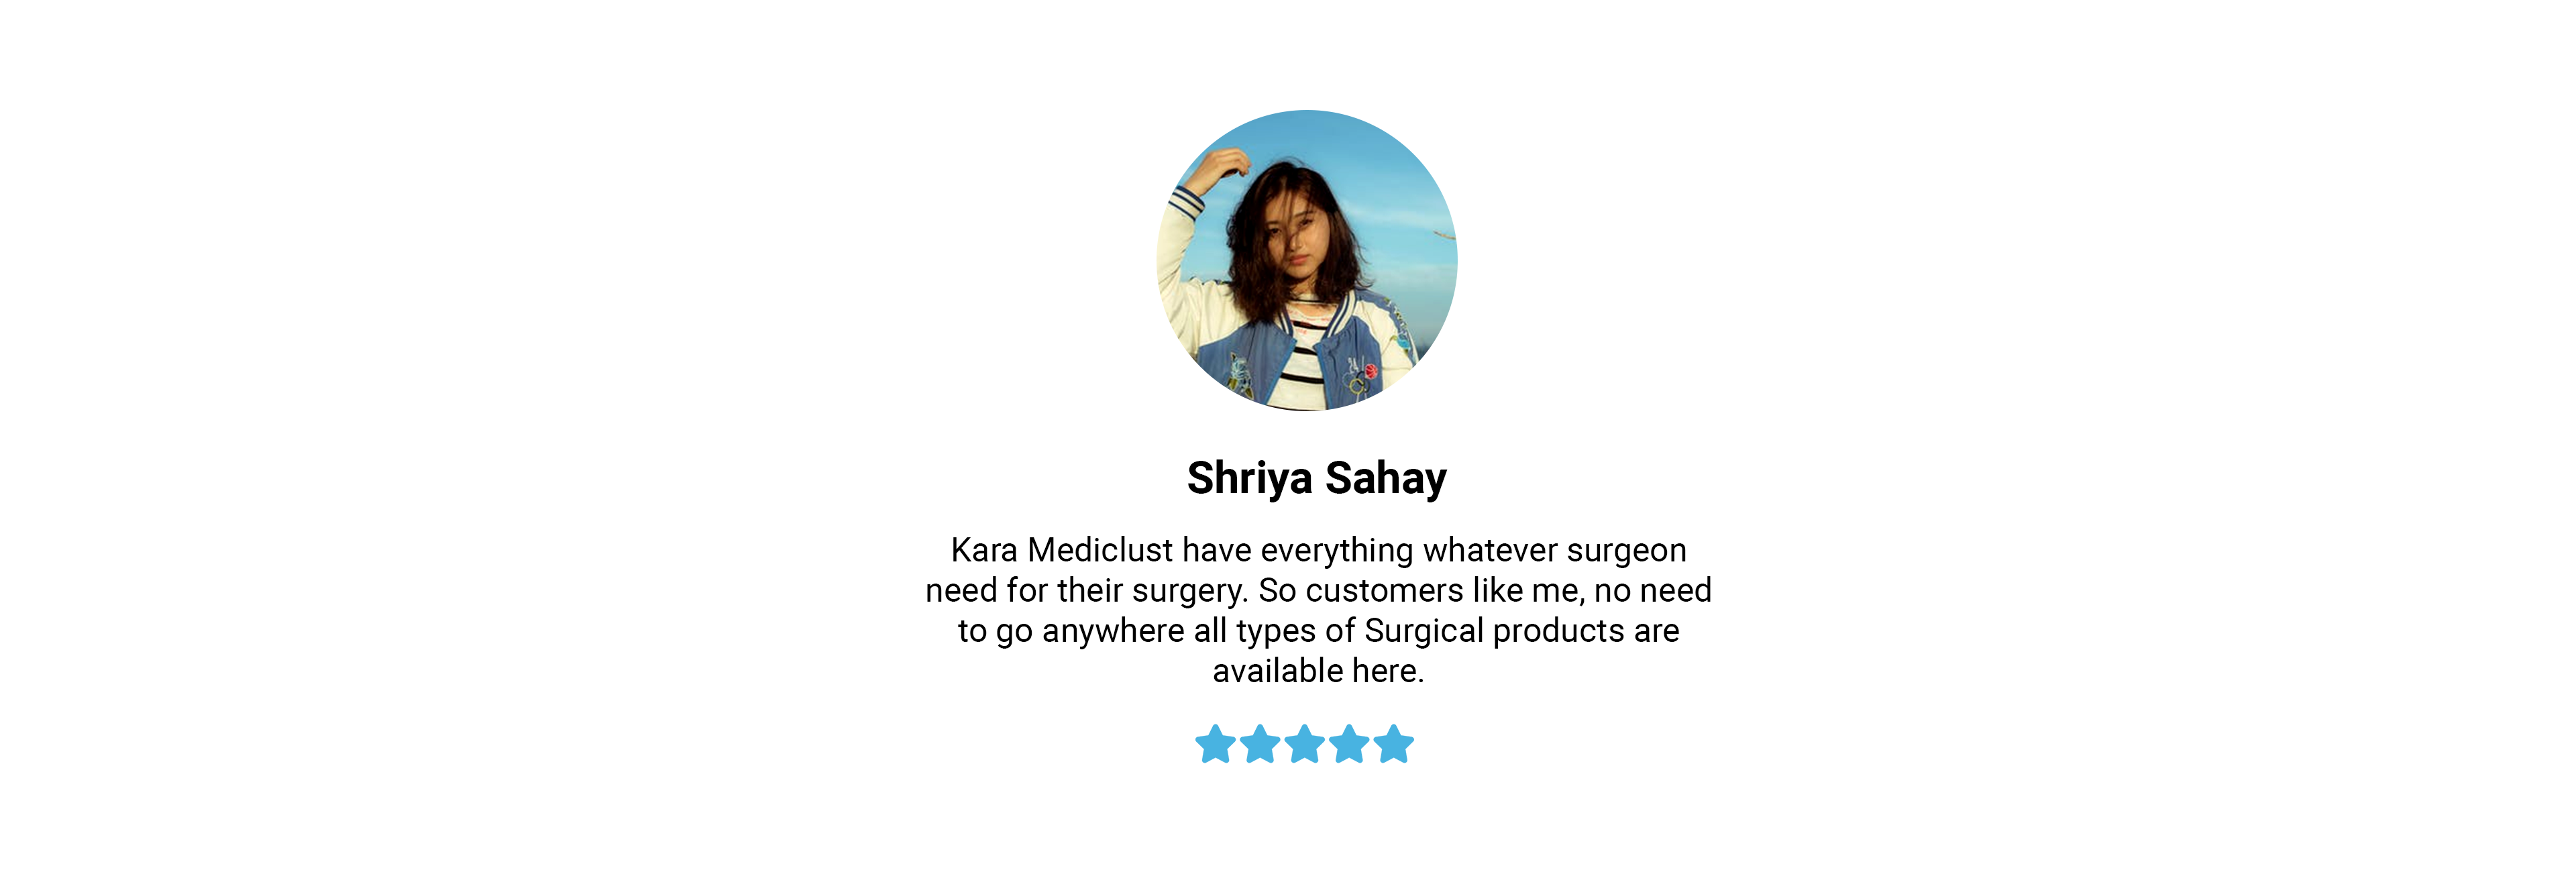 Shriya Sahay
Kara Mediclust have everything whatever surgeon
need for their surgery. So customers like me, no need
to go anywhere all types of Surgical products are
available here.